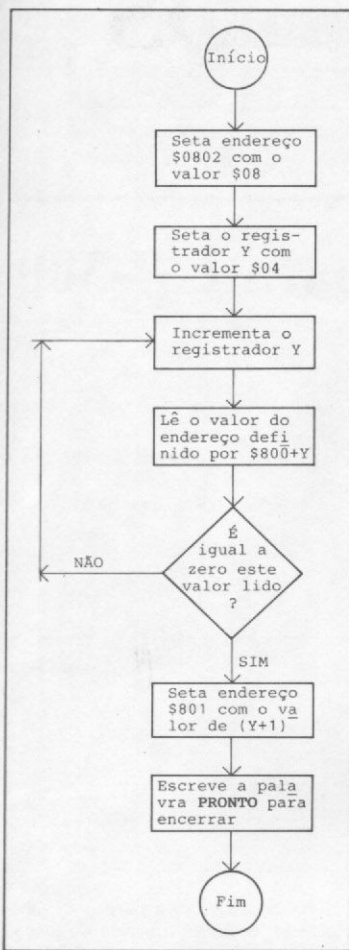 Início
Seta endereço
$0802 com o
valor $08
Seta o regis-
trador Y com
o valor $04
Incrementa o
registrador Y
Lê o valor do
endereço defi
nido por $800+Y
É
igual a
zero este
valor lido
?
NÃO
SIM
Seta endereço
$801 com o va
lor de (Y+1)
Escreve a pala
vra PRONTO para
encerrar
Fim